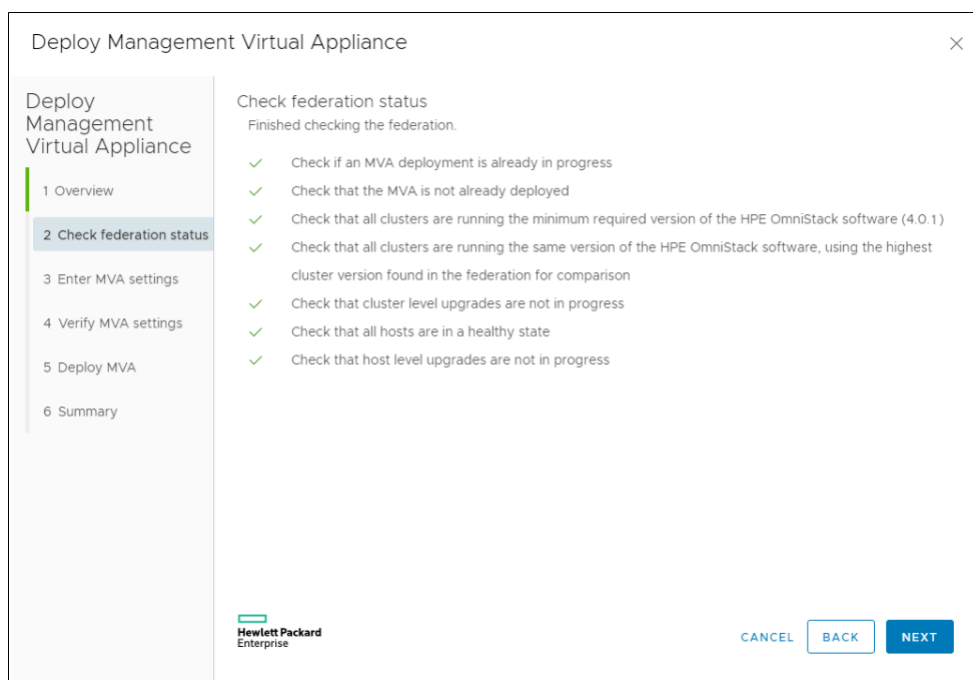 Deploy Management Virtual Appliance
Deploy
Management
Virtual Appliance
1 Overview
2 Check federation status
3 Enter MVA settings
4 Verify MVA settings
5 Deploy MVA
6 Summary
Check federation status
Finished checking the federation.
Check if an MVA deployment is already in progress
Check that the MVA is not already deployed
Check that all clusters are running the minimum required version of the HPE OmniStack software (4.0.1)
Check that all clusters are running the same version of the HPE OmniStack software, using the highest
cluster version found in the federation for comparison
Check that cluster level upgrades are not in progress
Check that all hosts are in a healthy state
Check that host level upgrades are not in progress
Hewlett Packard
Enterprise
CANCEL
BACK
NEXT